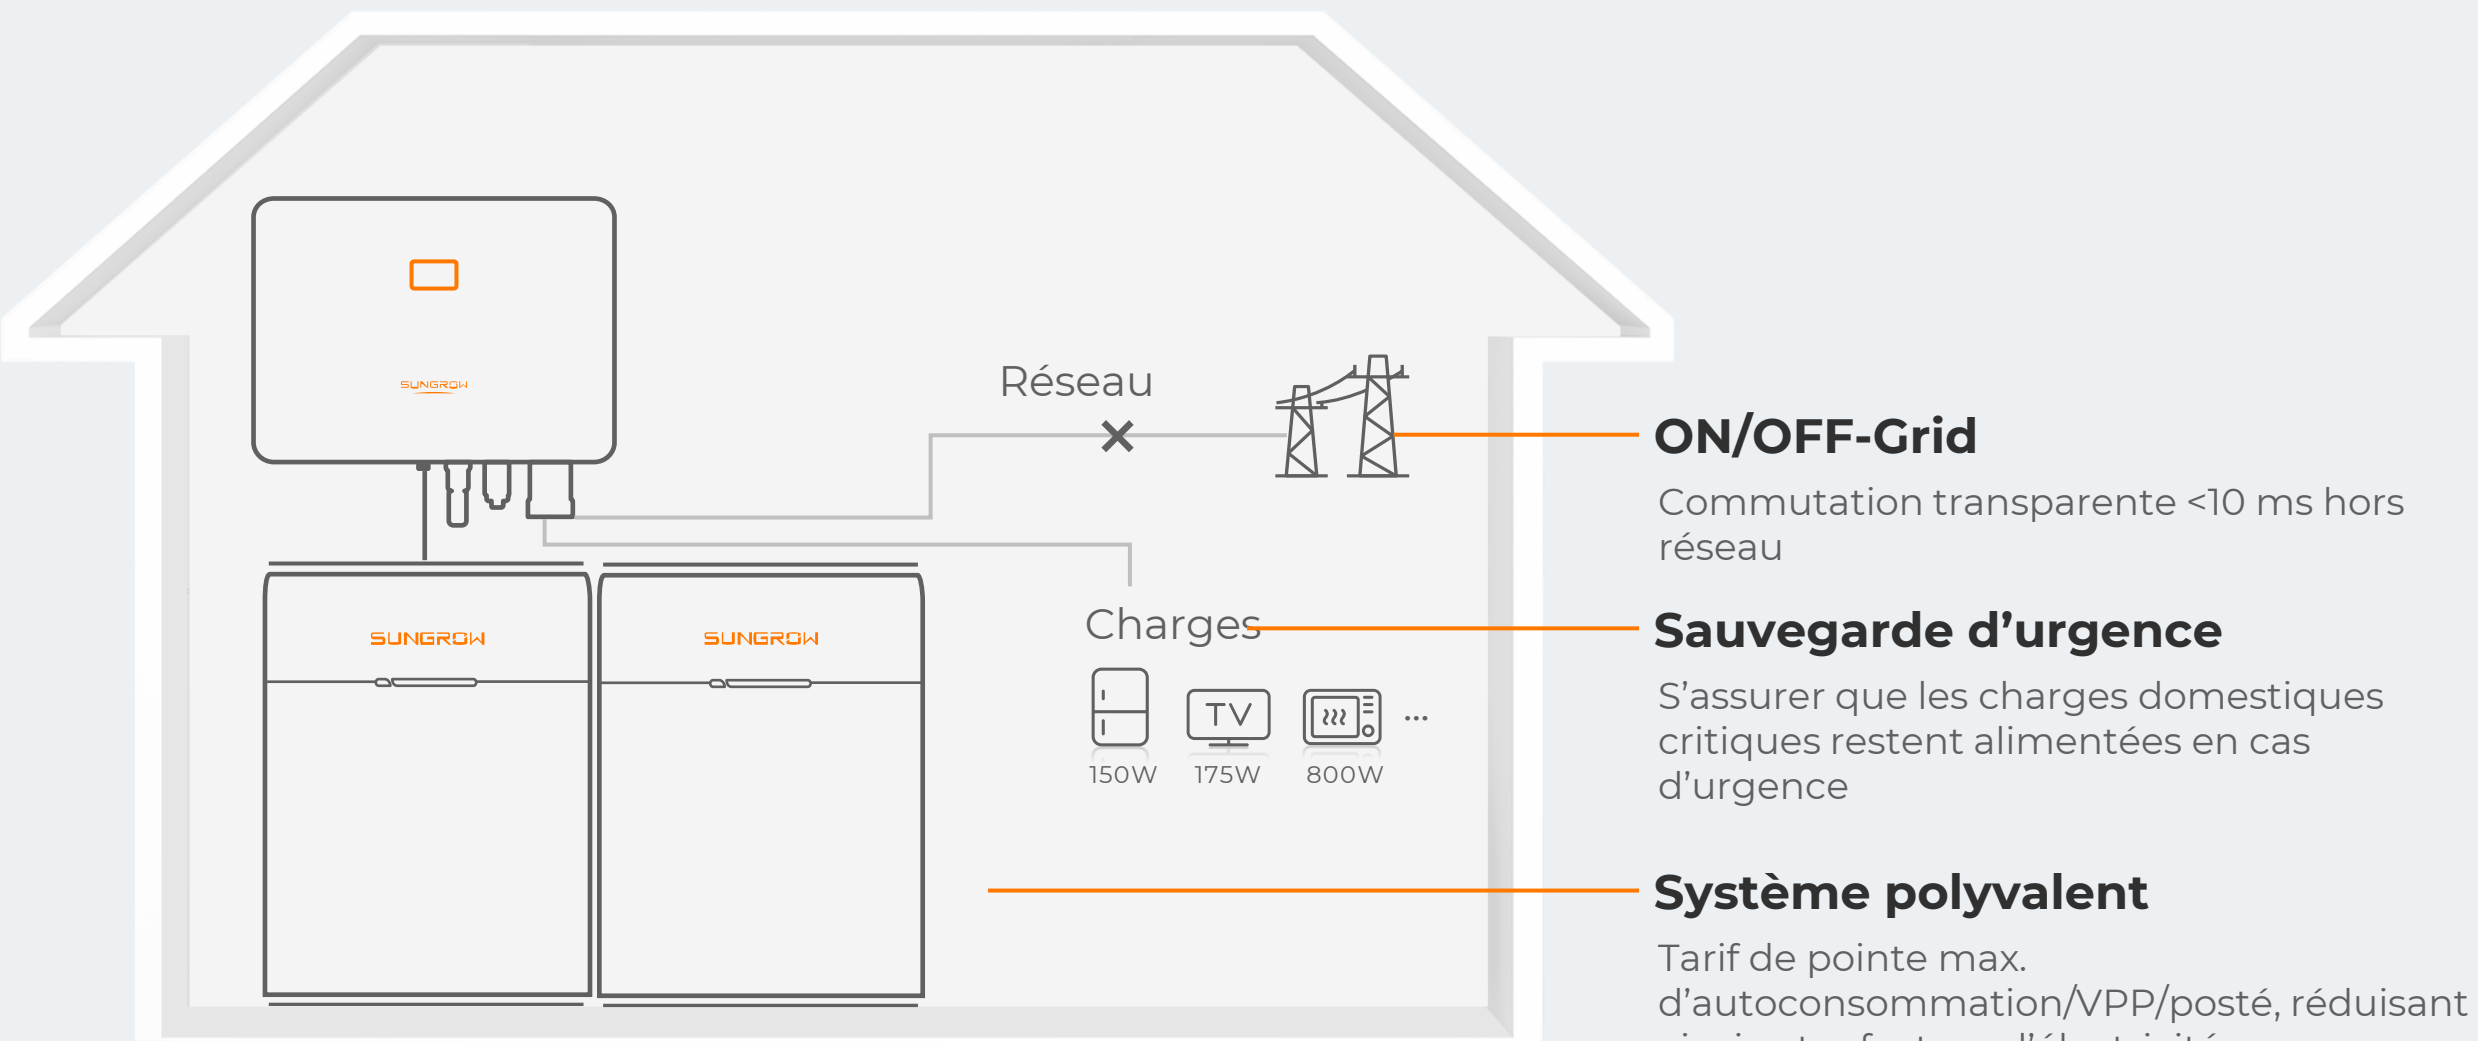 SUNGROW
Réseau
ON/OFF-Grid
Commutation transparente <10 ms hors
réseau
SUNGROW
SUNGROW
Charges
TV
...
150W
175W
800W
Sauvegarde d’urgence
S’assurer que les charges domestiques
critiques restent alimentées en cas
d’urgence
Système polyvalent
Tarif de pointe max.
d’autoconsommation/VPP/posté, réduisant